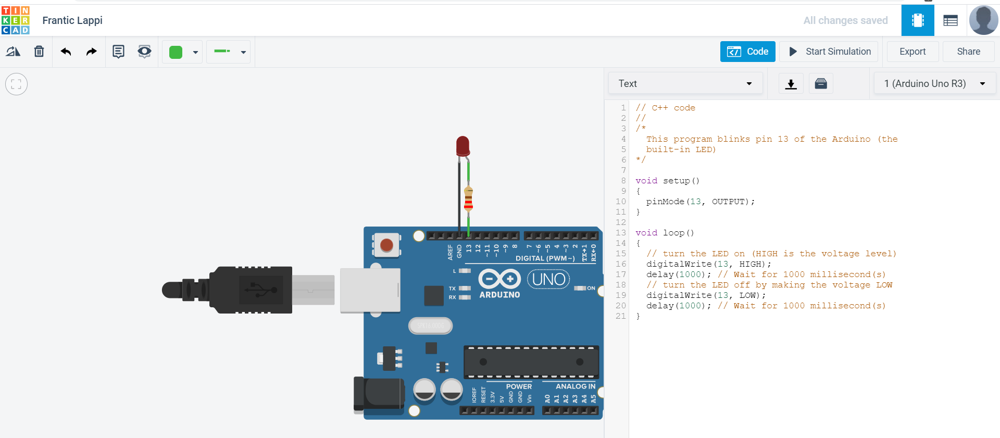 TIN
KER
CAD
Frantic Lappi
All changes saved
Code
Start Simulation
Export
Share
Text
1 (Arduino Uno R3)
1 // C++ code
2 //
3 /*
4 This program blinks pin 13 of the Arduino (the
5 built-in LED)
6 */
7
8 void setup()
9 {
10 pinMode(13, OUTPUT);
11 }
12
13 void loop()
14 {
15 // turn the LED on (HIGH is the voltage level)
16 digitalWrite(13, HIGH);
17 delay(1000); // Wait for 1000 millisecond(s)
18 // turn the LED off by making the voltage LOW
19 digitalWrite(13, LOW);
20 delay(1000); // Wait for 1000 millisecond(s)
21 }
AREF GND 13 12 ~11 ~10 ~9 8 7 ~6 ~5 4 ~3 2 TX→1 RX←0
DIGITAL (PWM~)
L
TX
RX
UNO
ON
ARDUINO
SPK16.000G
POWER
ANALOG IN
IOREF RESET 3.3V 5V GND GND Vin A0 A1 A2 A3 A4 A5